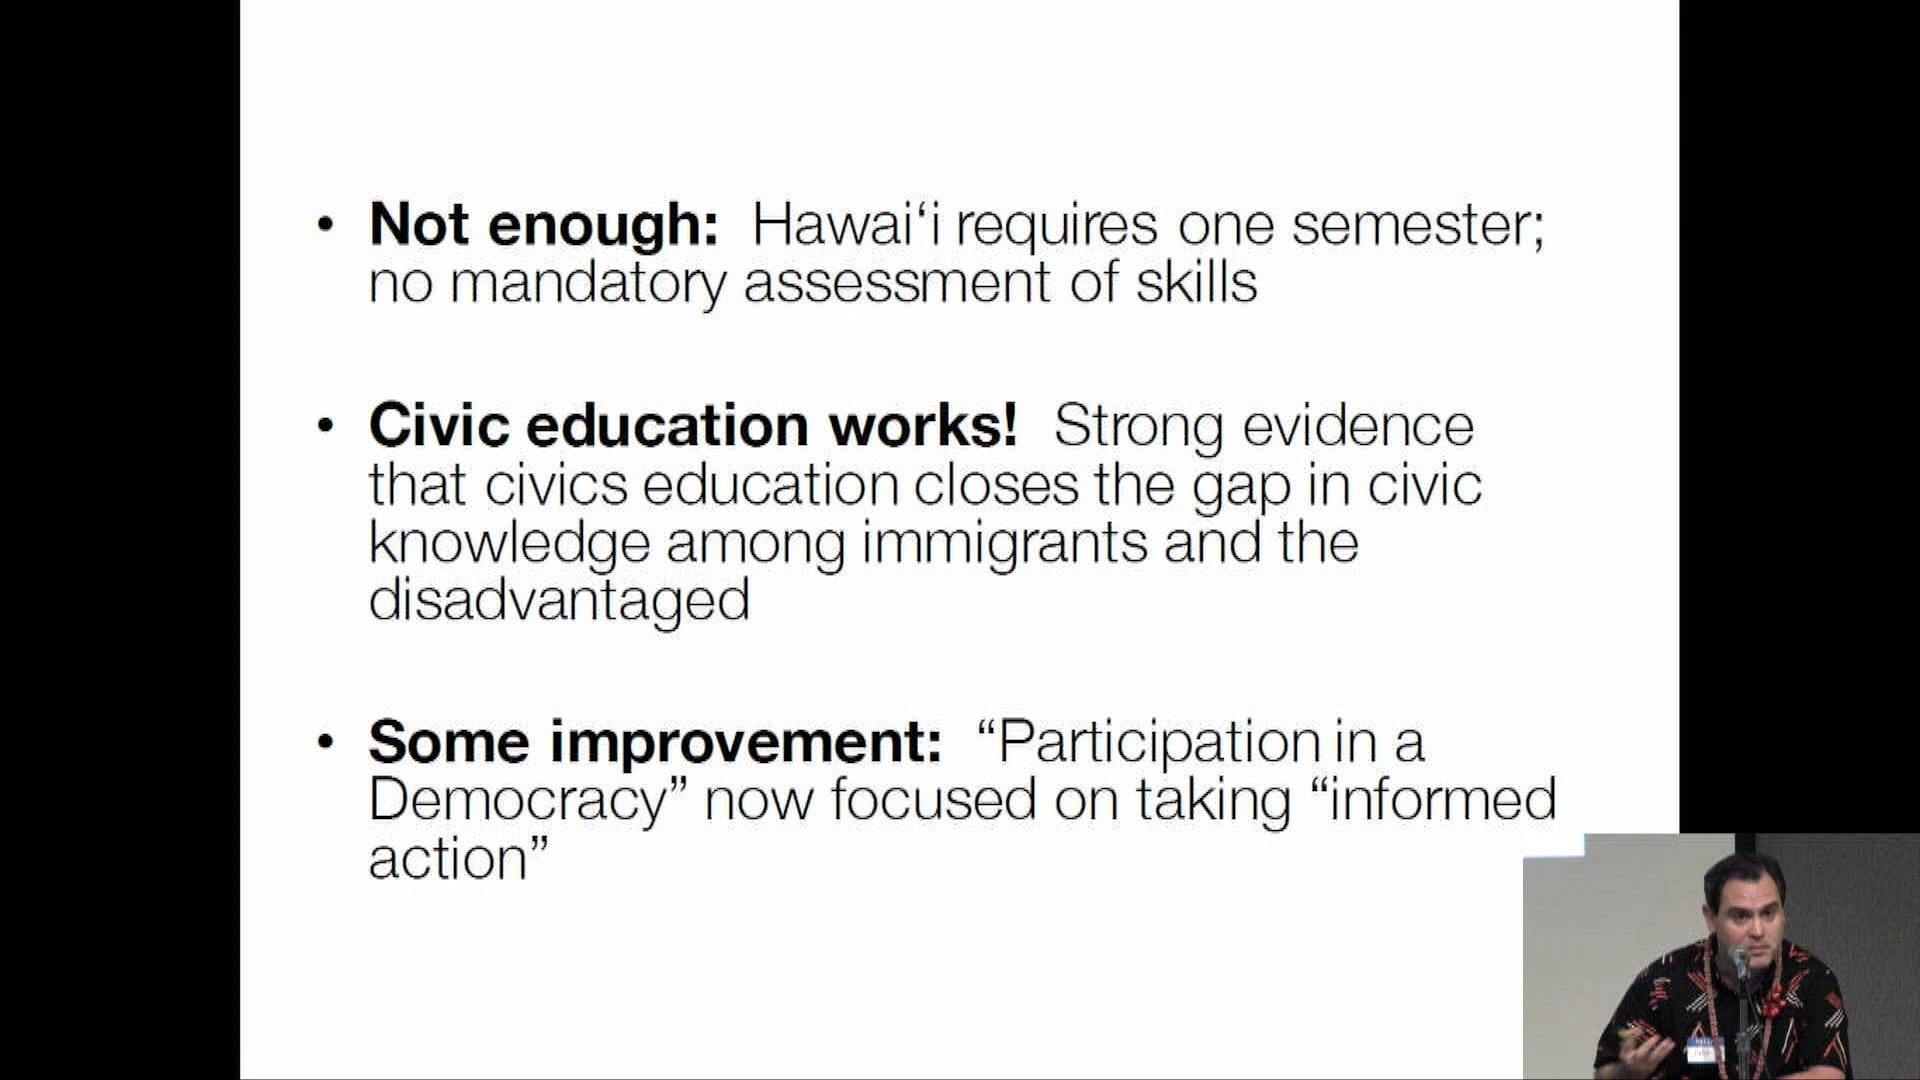 • Not enough: Hawai‘i requires one semester;
no mandatory assessment of skills
• Civic education works! Strong evidence
that civics education closes the gap in civic
knowledge among immigrants and the
disadvantaged
• Some improvement: “Participation in a
Democracy” now focused on taking “informed
action”